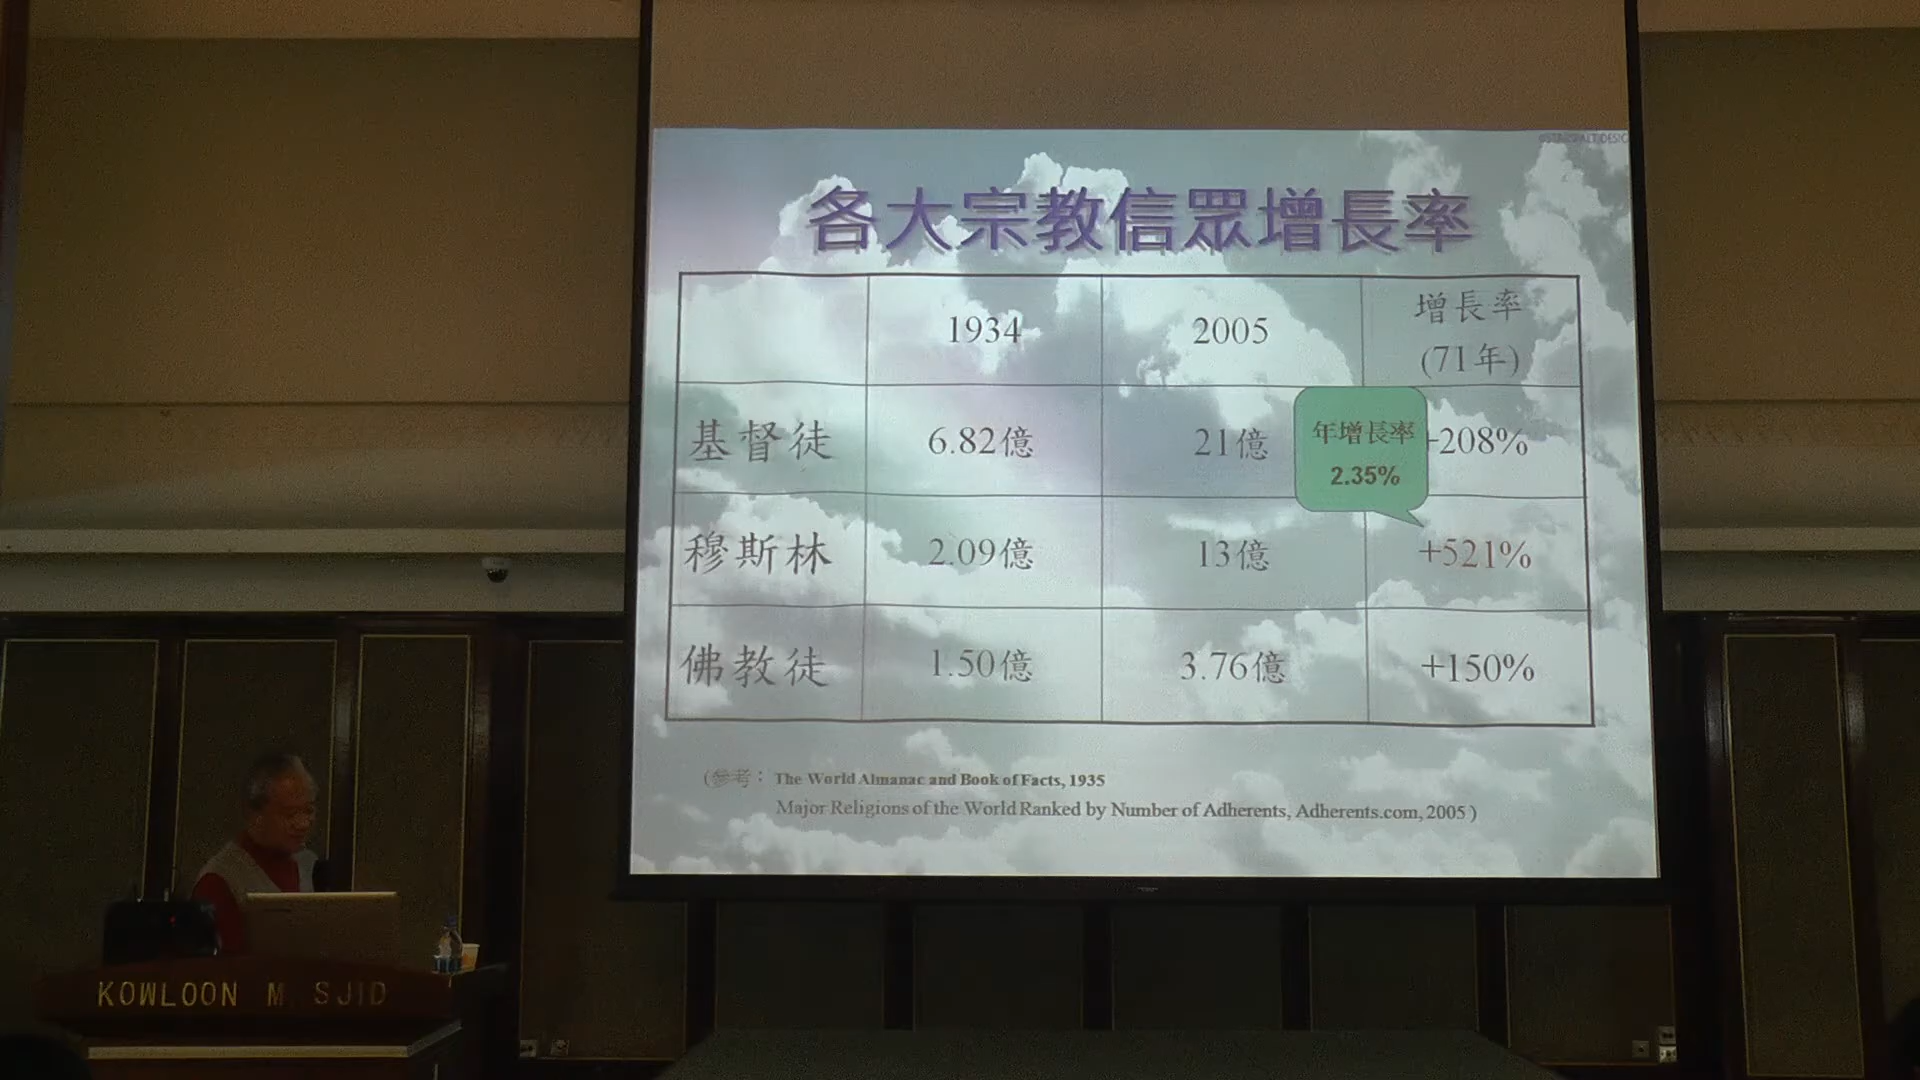 各大宗教信眾增長率
1934
2005
增長率
(71年)
基督徒
6.82億
21億
-208%
年增長率
2.35%
穆斯林
2.09億
13億
+521%
佛教徒
1.50億
3.76億
+150%
(參考： The World Almanac and Book of Facts, 1935
Major Religions of the World Ranked by Number of Adherents, Adherents.com, 2005 )
KOWLOON M SJID